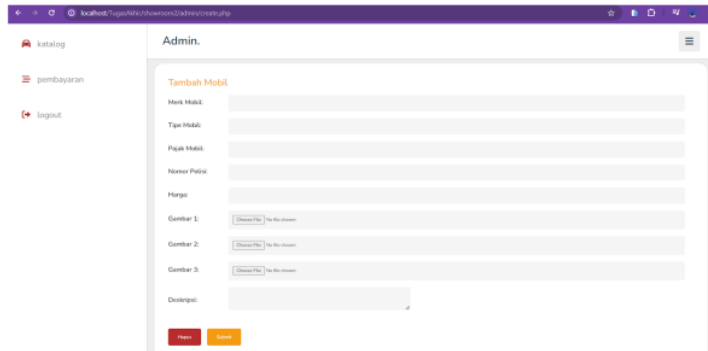 localhost/TugasAkhir/showroom2/admin/create.php
katalog
pembayaran
logout
Admin.
Tambah Mobil
Merk Mobil:
Tipe Mobil:
Pajak Mobil:
Nomor Polisi:
Harga:
Gambar 1: Choose File No file chosen
Gambar 2: Choose File No file chosen
Gambar 3: Choose File No file chosen
Deskripsi:
Hapus Submit